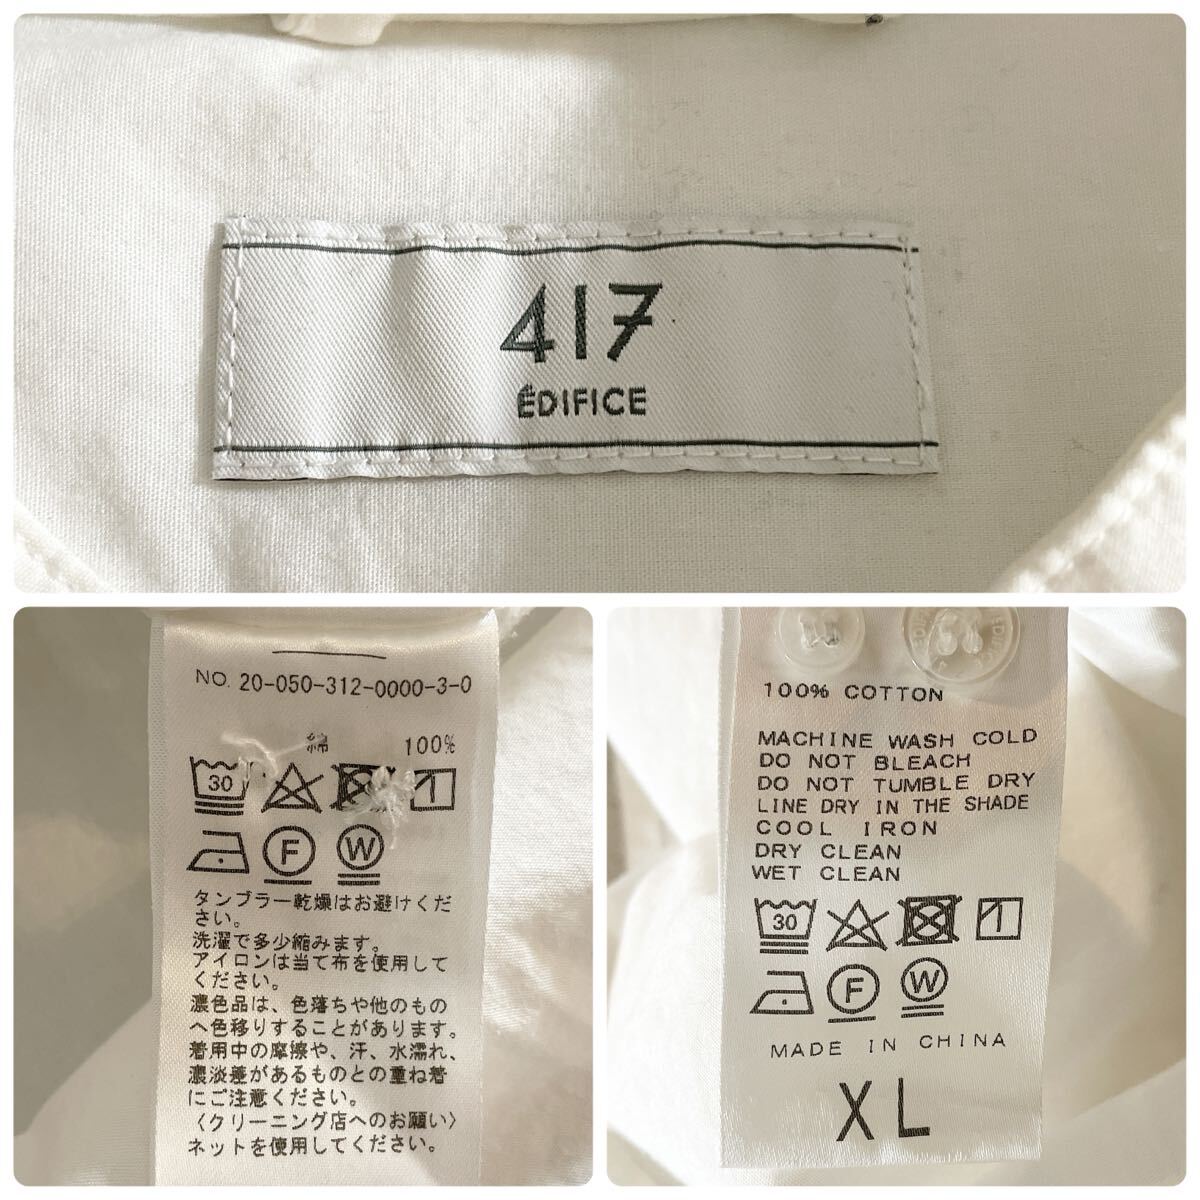 417
ÉDIFICE
NO. 20-050-312-0000-3-0
綿 100%
30 1
F W
タンブラー乾燥はお避けくだ
さい。
洗濯で多少縮みます。
アイロンは当て布を使用して
ください。
濃色品は、色落ちや他のもの
へ色移りすることがあります。
着用中の摩擦や、汗、水濡れ、
濃淡差があるものとの重ね着
にご注意ください。
〈クリーニング店へのお願い〉
ネットを使用してください。
EDIFICE
100% COTTON
MACHINE WASH COLD
DO NOT BLEACH
DO NOT TUMBLE DRY
LINE DRY IN THE SHADE
COOL IRON
DRY CLEAN
WET CLEAN
30 1
F W
MADE IN CHINA
XL